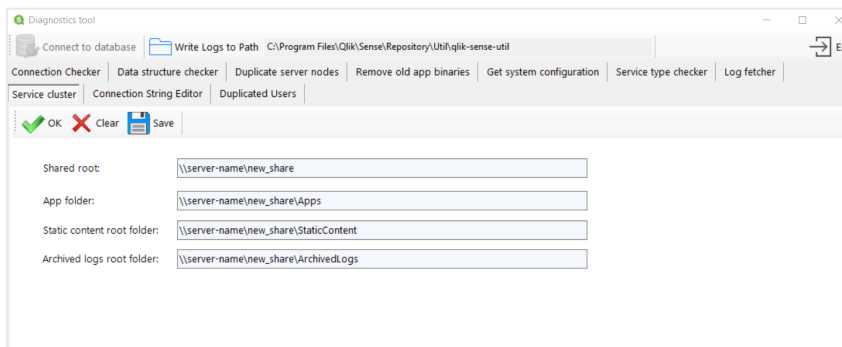 Diagnostics tool
Connect to database Write Logs to Path C:\Program Files\Qlik\Sense\Repository\Util\qlik-sense-util
Connection Checker Data structure checker Duplicate server nodes Remove old app binaries Get system configuration Service type checker Log fetcher
Service cluster Connection String Editor Duplicated Users
OK Clear Save
Shared root: \\server-name\new_share
App folder: \\server-name\new_share\Apps
Static content root folder: \\server-name\new_share\StaticContent
Archived logs root folder: \\server-name\new_share\ArchivedLogs